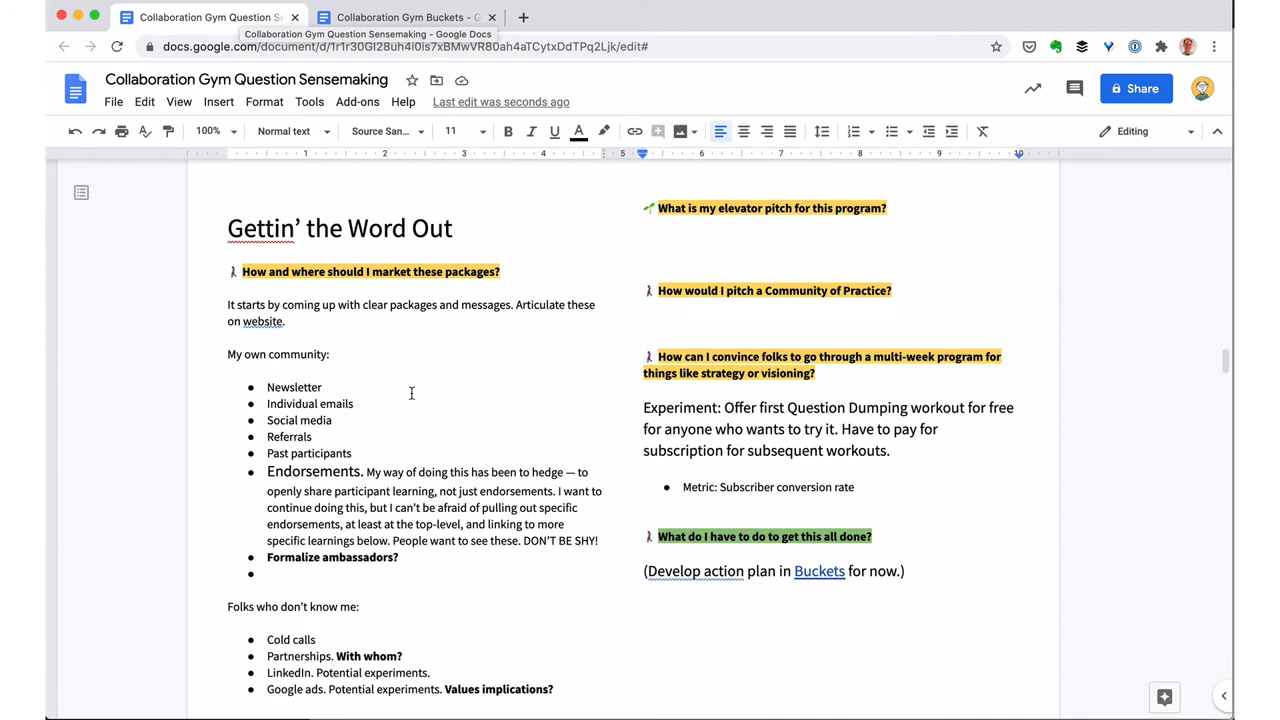 Collaboration Gym Question S
Collaboration Gym Buckets - G
Collaboration Gym Question Sensemaking - Google Docs
Collaboration Gym Question Sensemaking
File Edit View Insert Format Tools Add-ons Help Last edit was seconds ago
Share
100% Normal text Source San... 11 Editing
1 2 3 4 5 6 7 8 9 10
Gettin’ the Word Out
How and where should I market these packages?
It starts by coming up with clear packages and messages. Articulate these
on website.
My own community:
● Newsletter
● Individual emails
● Social media
● Referrals
● Past participants
● Endorsements. My way of doing this has been to hedge — to
openly share participant learning, not just endorsements. I want to
continue doing this, but I can’t be afraid of pulling out specific
endorsements, at least at the top-level, and linking to more
specific learnings below. People want to see these. DON’T BE SHY!
● Formalize ambassadors?
●
Folks who don’t know me:
● Cold calls
● Partnerships. With whom?
● LinkedIn. Potential experiments.
● Google ads. Potential experiments. Values implications?
What is my elevator pitch for this program?
How would I pitch a Community of Practice?
How can I convince folks to go through a multi-week program for
things like strategy or visioning?
Experiment: Offer first Question Dumping workout for free
for anyone who wants to try it. Have to pay for
subscription for subsequent workouts.
● Metric: Subscriber conversion rate
What do I have to do to get this all done?
(Develop action plan in Buckets for now.)